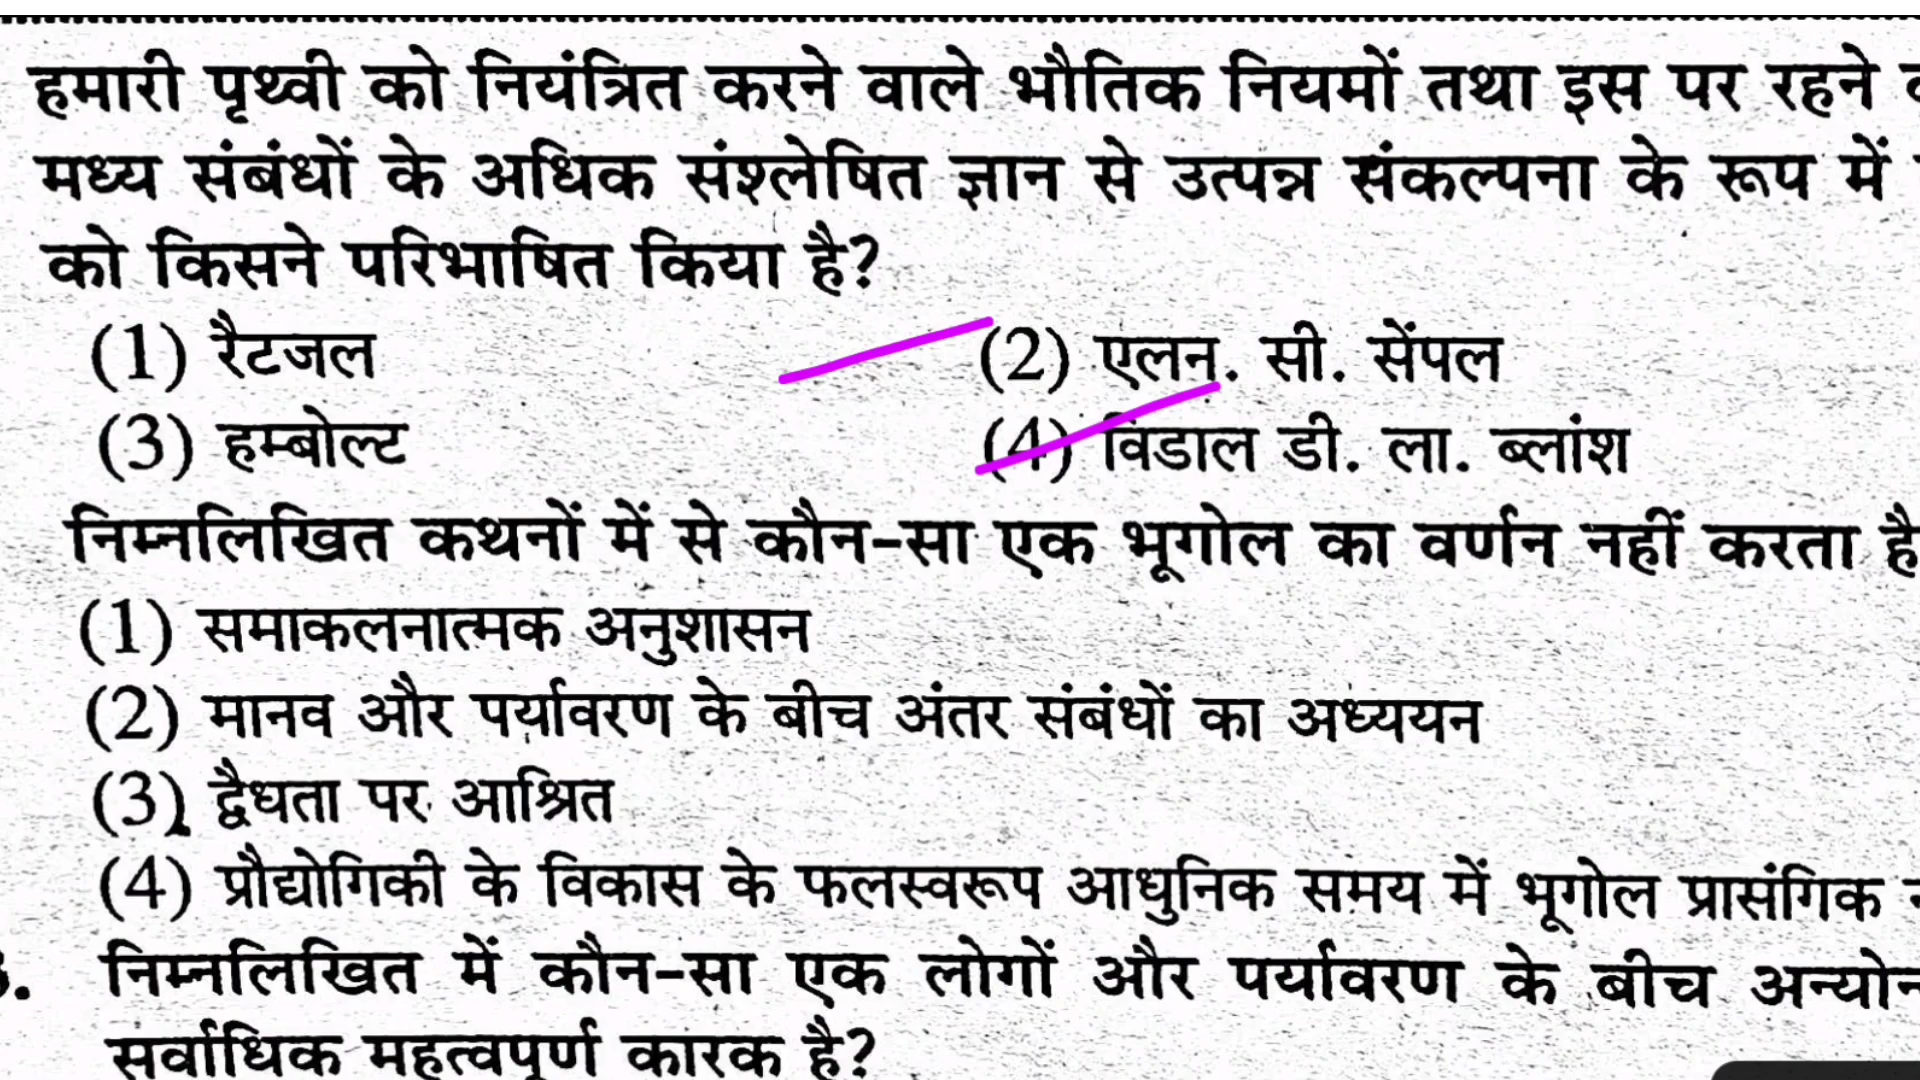 हमारी पृथ्वी को नियंत्रित करने वाले भौतिक नियमों तथा इस पर रहने
मध्य संबंधों के अधिक संश्लेषित ज्ञान से उत्पन्न संकल्पना के रूप में
को किसने परिभाषित किया है?
(1) रैटजल (2) एलन. सी. सेंपल
(3) हम्बोल्ट (4) विडाल डी. ला. ब्लांश
निम्नलिखित कथनों में से कौन-सा एक भूगोल का वर्णन नहीं करता है
(1) समाकलनात्मक अनुशासन
(2) मानव और पर्यावरण के बीच अंतर संबंधों का अध्ययन
(3) द्वैधता पर आश्रित
(4) प्रौद्योगिकी के विकास के फलस्वरूप आधुनिक समय में भूगोल प्रासंगिक
निम्नलिखित में कौन-सा एक लोगों और पर्यावरण के बीच
सर्वाधिक महत्वपूर्ण कारक है?